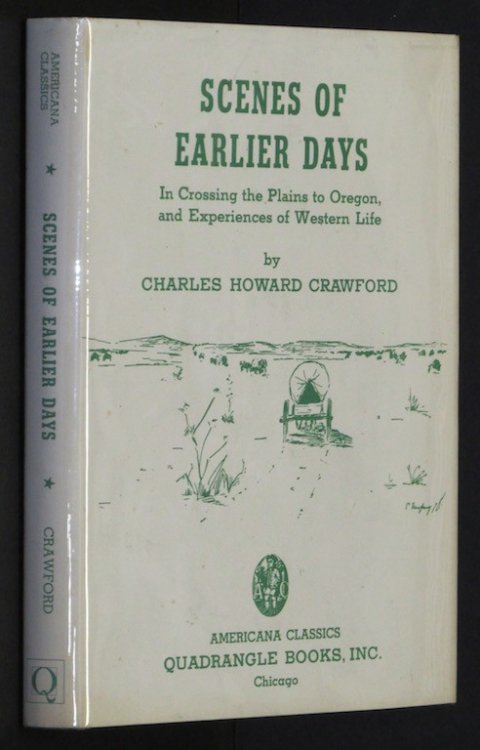 AMERICANA
CLASSICS
SCENES OF EARLIER DAYS
CRAWFORD
Q
SCENES OF
EARLIER DAYS
In Crossing the Plains to Oregon,
and Experiences of Western Life
by
CHARLES HOWARD CRAWFORD
A C
AMERICANA CLASSICS
QUADRANGLE BOOKS, INC.
Chicago